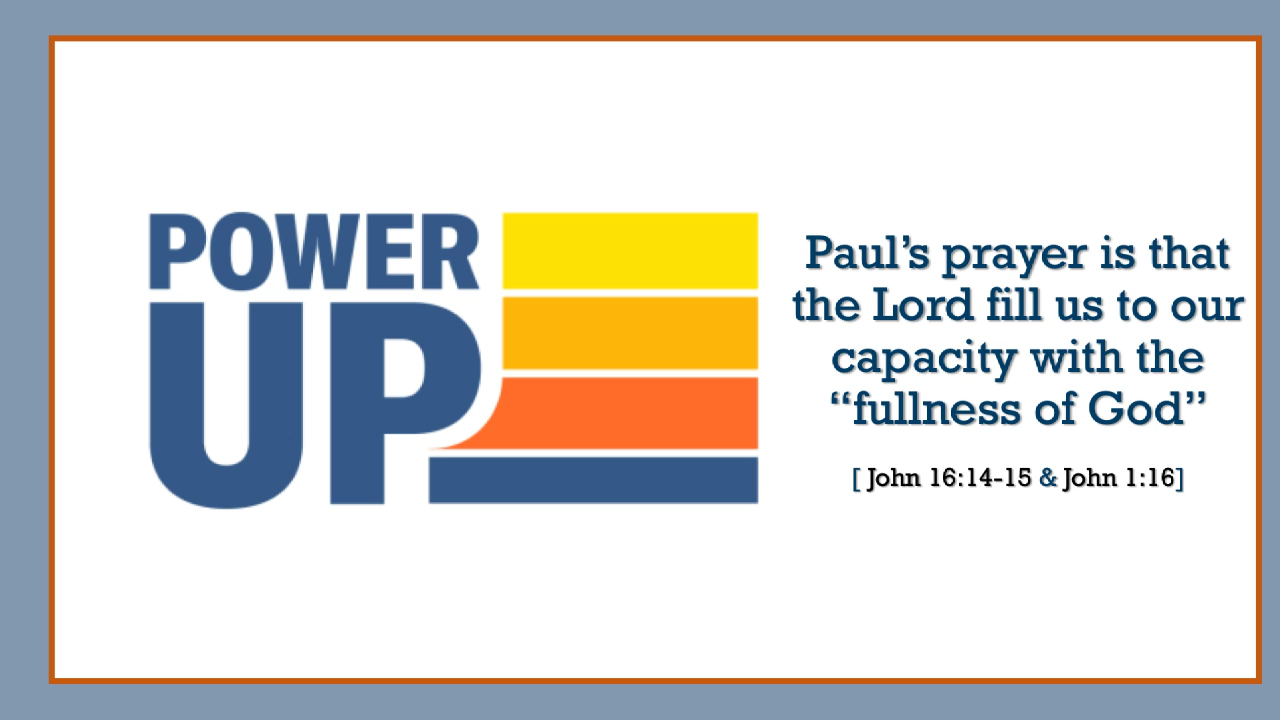 POWER
UP
Paul’s prayer is that
the Lord fill us to our
capacity with the
“fullness of God”
[ John 16:14-15 & John 1:16]